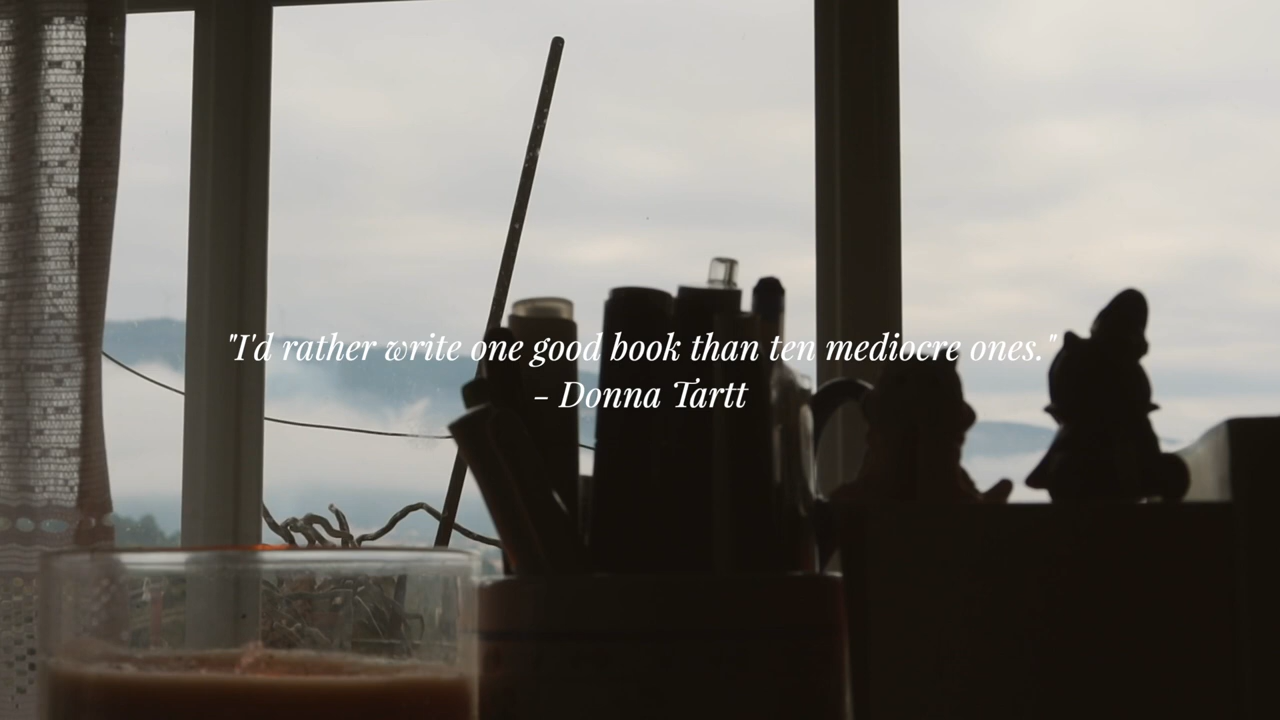 "I'd rather write one good book than ten mediocre ones."
- Donna Tartt